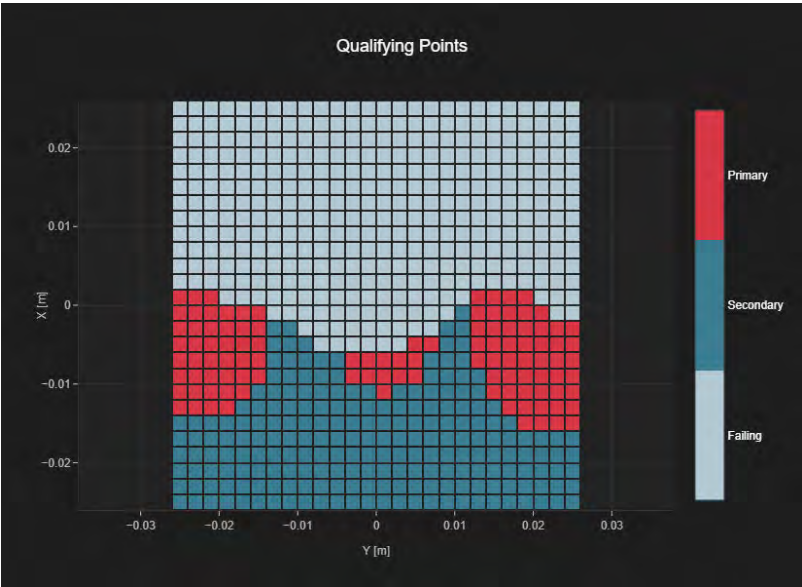 Qualifying Points
0.02
0.01
0
−0.01
−0.02
X [m]
−0.03
−0.02
−0.01
0
0.01
0.02
0.03
Y [m]
Primary
Secondary
Failing